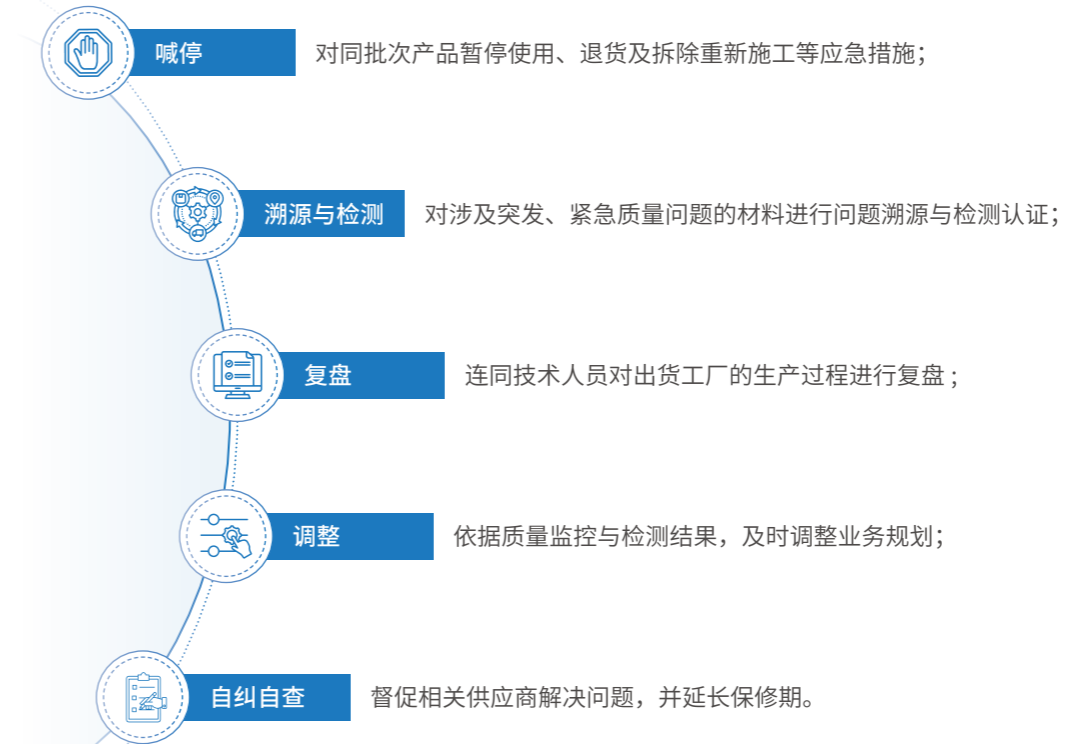 喊停
对同批次产品暂停使用、退货及拆除重新施工等应急措施；
溯源与检测
对涉及突发、紧急质量问题的材料进行问题溯源与检测认证；
复盘
连同技术人员对出货工厂的生产过程进行复盘；
调整
依据质量监控与检测结果，及时调整业务规划；
自纠自查
督促相关供应商解决问题，并延长保修期。